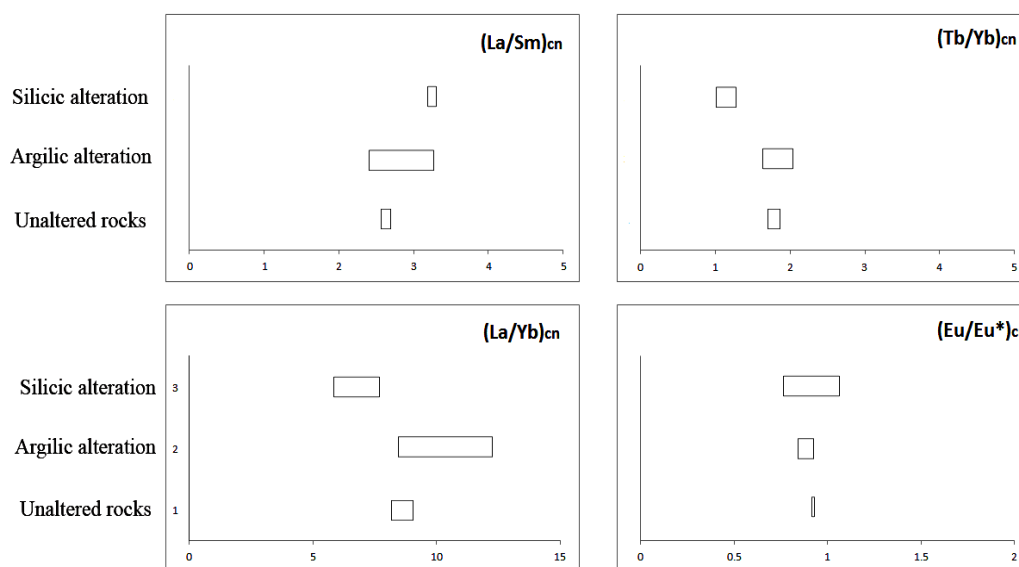 (La/Sm)cn
Silicic alteration
Argilic alteration
Unaltered rocks
0 1 2 3 4 5
(Tb/Yb)cn
0 1 2 3 4 5
(La/Yb)cn
Silicic alteration 3
Argilic alteration 2
Unaltered rocks 1
0 5 10 15
(Eu/Eu*)c
0 0.5 1 1.5 2